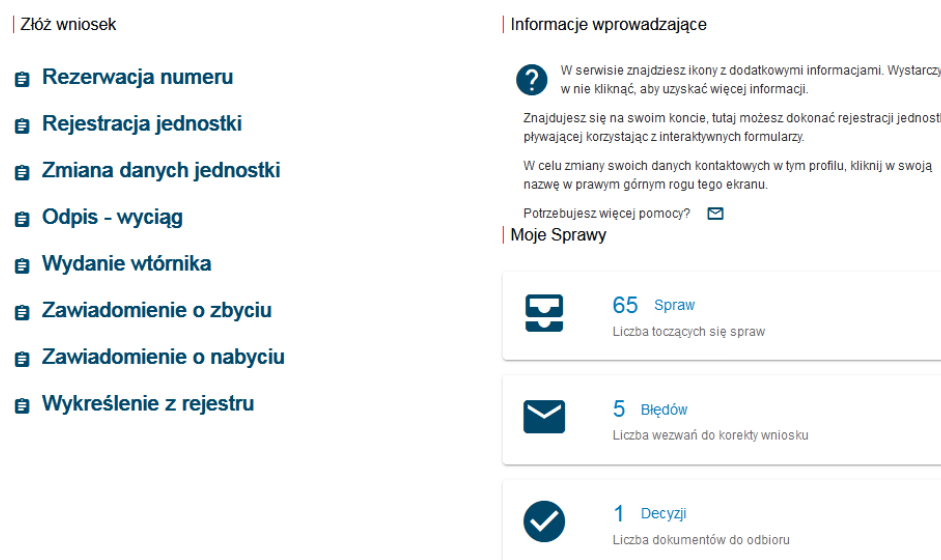 Złóż wniosek
Rezerwacja numeru
Rejestracja jednostki
Zmiana danych jednostki
Odpis - wyciąg
Wydanie wtórnika
Zawiadomienie o zbyciu
Zawiadomienie o nabyciu
Wykreślenie z rejestru
Informacje wprowadzające
W serwisie znajdziesz ikony z dodatkowymi informacjami. Wystarczy
w nie kliknąć, aby uzyskać więcej informacji.
Znajdujesz się na swoim koncie, tutaj możesz dokonać rejestracji jednostki
pływającej korzystając z interaktywnych formularzy.
W celu zmiany swoich danych kontaktowych w tym profilu, kliknij w swoją
nazwę w prawym górnym rogu tego ekranu.
Potrzebujesz więcej pomocy?
Moje Sprawy
65 Spraw
Liczba toczących się spraw
5 Błędów
Liczba wezwań do korekty wniosku
1 Decyzji
Liczba dokumentów do odbioru